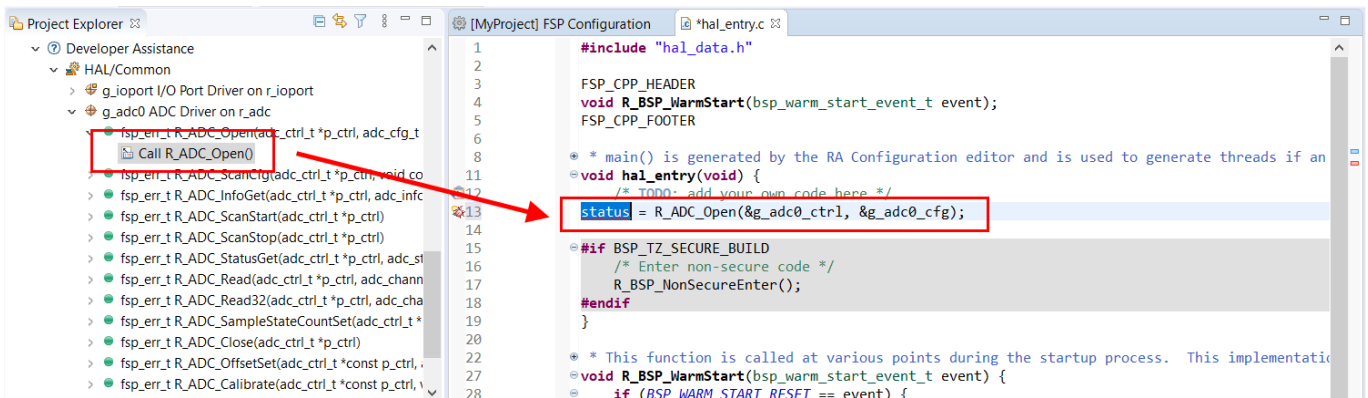 Project Explorer
Developer Assistance
HAL/Common
g_ioport I/O Port Driver on r_ioport
g_adc0 ADC Driver on r_adc
fsp_err_t R_ADC_Open(adc_ctrl_t *p_ctrl, adc_cfg_t
Call R_ADC_Open()
fsp_err_t R_ADC_ScanCfg(adc_ctrl_t *p_ctrl, void co
fsp_err_t R_ADC_InfoGet(adc_ctrl_t *p_ctrl, adc_info
fsp_err_t R_ADC_ScanStart(adc_ctrl_t *p_ctrl)
fsp_err_t R_ADC_ScanStop(adc_ctrl_t *p_ctrl)
fsp_err_t R_ADC_StatusGet(adc_ctrl_t *p_ctrl, adc_st
fsp_err_t R_ADC_Read(adc_ctrl_t *p_ctrl, adc_chann
fsp_err_t R_ADC_Read32(adc_ctrl_t *p_ctrl, adc_cha
fsp_err_t R_ADC_SampleStateCountSet(adc_ctrl_t *
fsp_err_t R_ADC_Close(adc_ctrl_t *p_ctrl)
fsp_err_t R_ADC_OffsetSet(adc_ctrl_t *const p_ctrl,
fsp_err_t R_ADC_Calibrate(adc_ctrl_t *const p_ctrl,
[MyProject] FSP Configuration
*hal_entry.c
1 #include "hal_data.h"
2
3 FSP_CPP_HEADER
4 void R_BSP_WarmStart(bsp_warm_start_event_t event);
5 FSP_CPP_FOOTER
6
8 * main() is generated by the RA Configuration editor and is used to generate threads if an
11 void hal_entry(void) {
12 /* TODO: add your own code here */
13 status = R_ADC_Open(&g_adc0_ctrl, &g_adc0_cfg);
14
15 #if BSP_TZ_SECURE_BUILD
16 /* Enter non-secure code */
17 R_BSP_NonSecureEnter();
18 #endif
19 }
20
22 * This function is called at various points during the startup process. This implementatio
27 void R_BSP_WarmStart(bsp_warm_start_event_t event) {
28 if (BSP_WARM_START_RESET == event) {